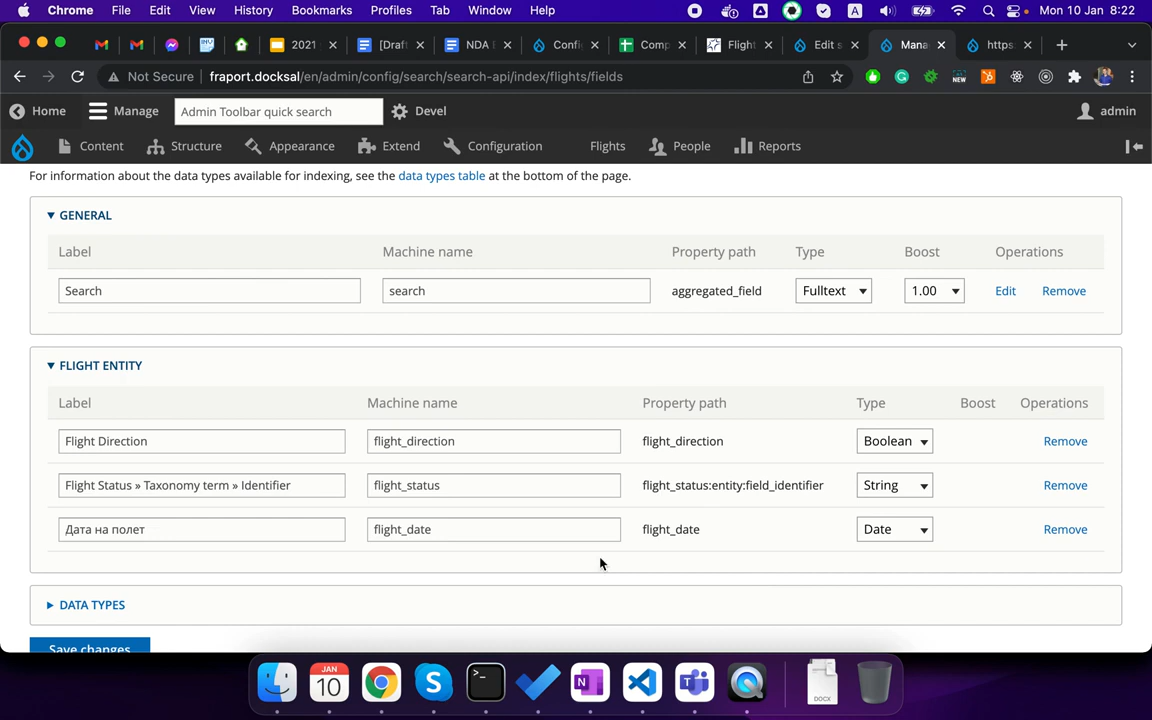 Chrome File Edit View History Bookmarks Profiles Tab Window Help A Mon 10 Jan 8:22
2021 [Draft NDA E Confi Comp Flight Edit s Mana https:
Not Secure fraport.docksal/en/admin/config/search/search-api/index/flights/fields NEW
Home Manage Admin Toolbar quick search Devel admin
Content Structure Appearance Extend Configuration Flights People Reports
For information about the data types available for indexing, see the data types table at the bottom of the page.
GENERAL
Label Machine name Property path Type Boost Operations
Search search aggregated_field Fulltext 1.00 Edit Remove
FLIGHT ENTITY
Label Machine name Property path Type Boost Operations
Flight Direction flight_direction flight_direction Boolean Remove
Flight Status » Taxonomy term » Identifier flight_status flight_status:entity:field_identifier String Remove
Дата на полет flight_date flight_date Date Remove
DATA TYPES
Save changes
JAN
10
DOCX